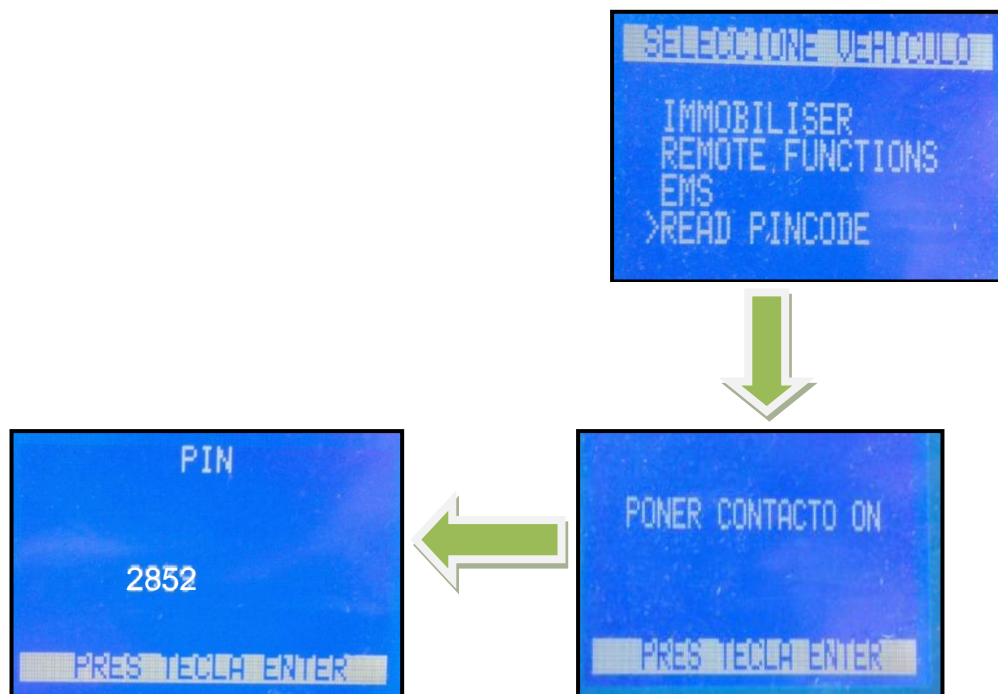 SELECCIONE VEHICULO
IMMOBILISER
REMOTE FUNCTIONS
EMS
>READ PINCODE
PONER CONTACTO ON
PRES TECLA ENTER
PIN
2852
PRES TECLA ENTER